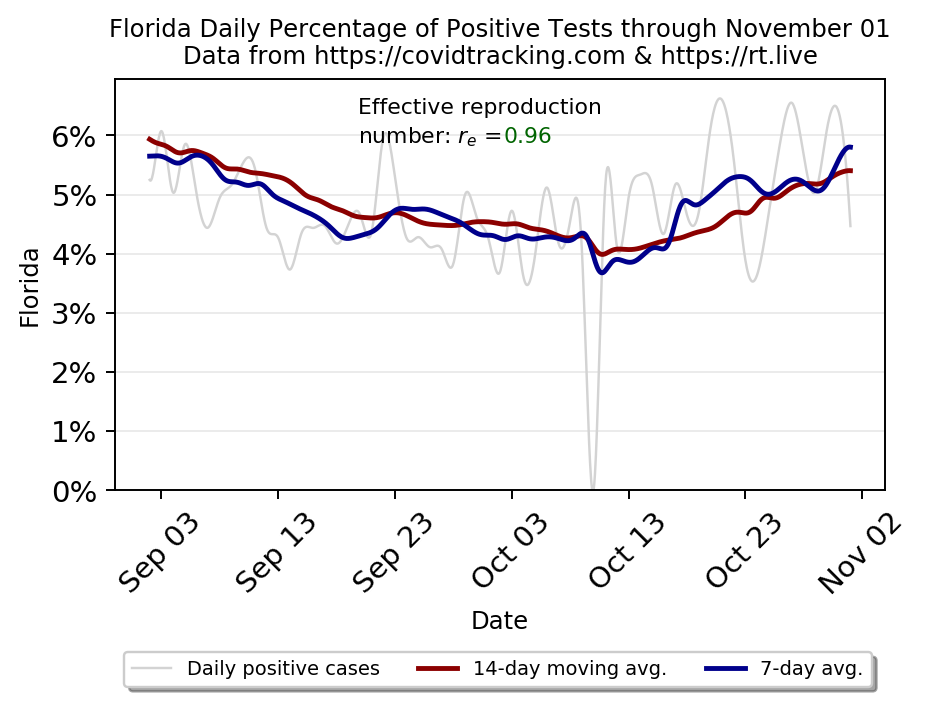 Florida Daily Percentage of Positive Tests through November 01
Data from https://covidtracking.com & https://rt.live
Effective reproduction
number: rₑ =0.96
6%
5%
4%
3%
2%
1%
0%
Florida
Sep 03
Sep 13
Sep 23
Oct 03
Oct 13
Oct 23
Nov 02
Date
Daily positive cases
14-day moving avg.
7-day avg.